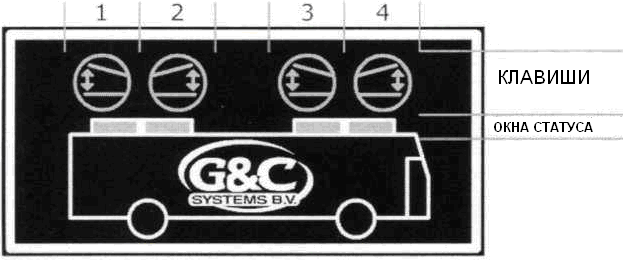 1 2 3 4
КЛАВИШИ
ОКНА СТАТУСА
G&C
SYSTEMS B.V.